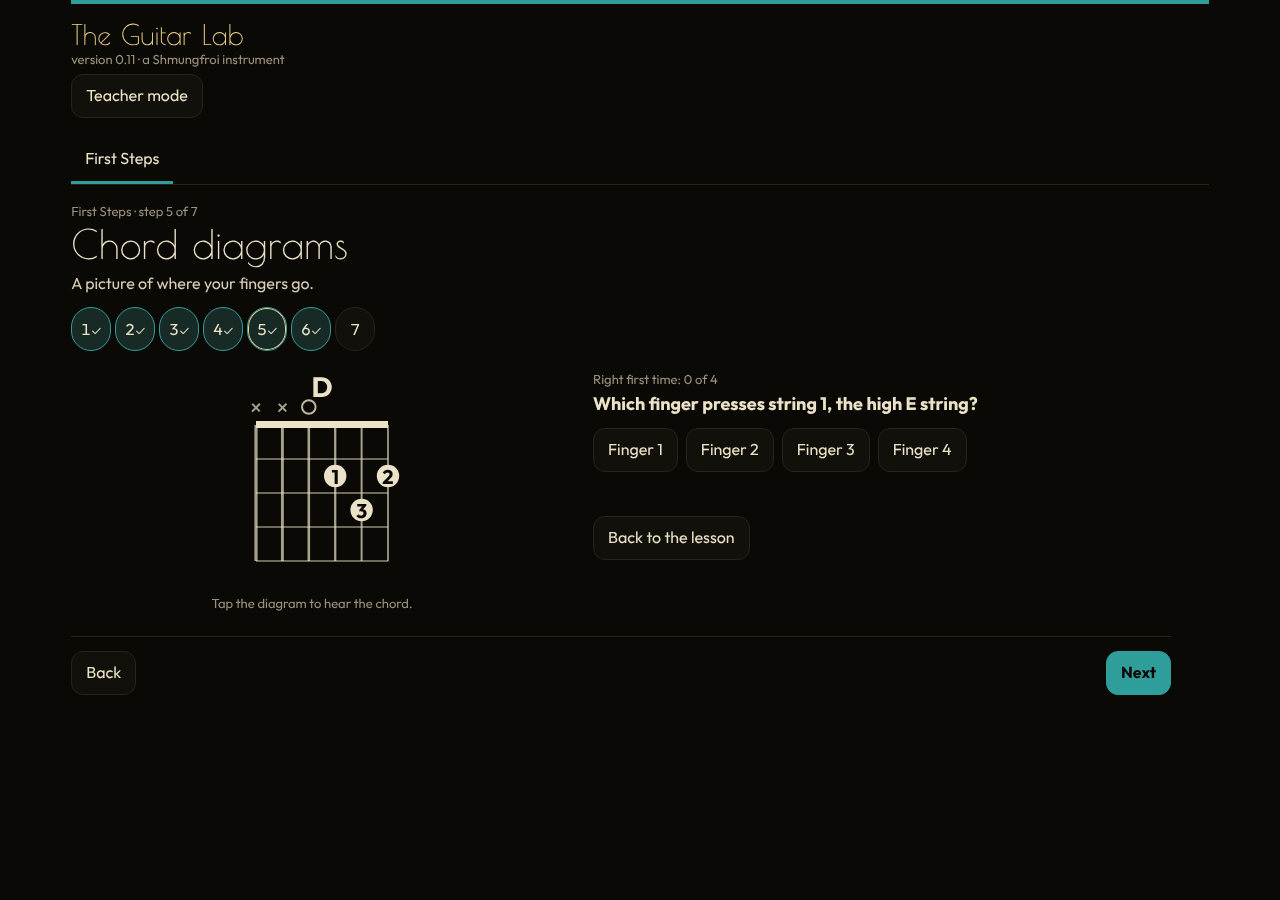 The Guitar Lab
version 0.11 · a Shmungfroi instrument
Teacher mode
First Steps
First Steps · step 5 of 7
Chord diagrams
A picture of where your fingers go.
1✓ 2✓ 3✓ 4✓ 5✓ 6✓ 7
D
× ×
1 2
3
Tap the diagram to hear the chord.
Right first time: 0 of 4
Which finger presses string 1, the high E string?
Finger 1 Finger 2 Finger 3 Finger 4
Back to the lesson
Back
Next